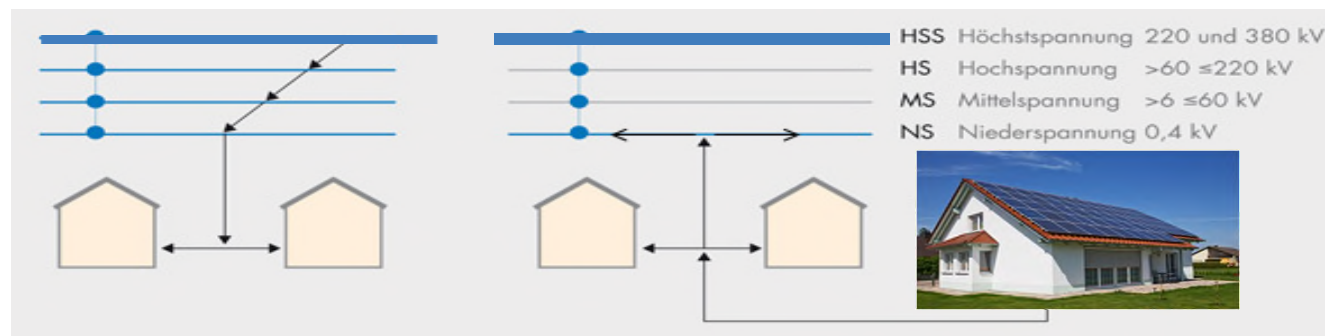 HSS Höchstspannung 220 und 380 kV
HS Hochspannung >60 ≤220 kV
MS Mittelspannung >6 ≤60 kV
NS Niederspannung 0,4 kV